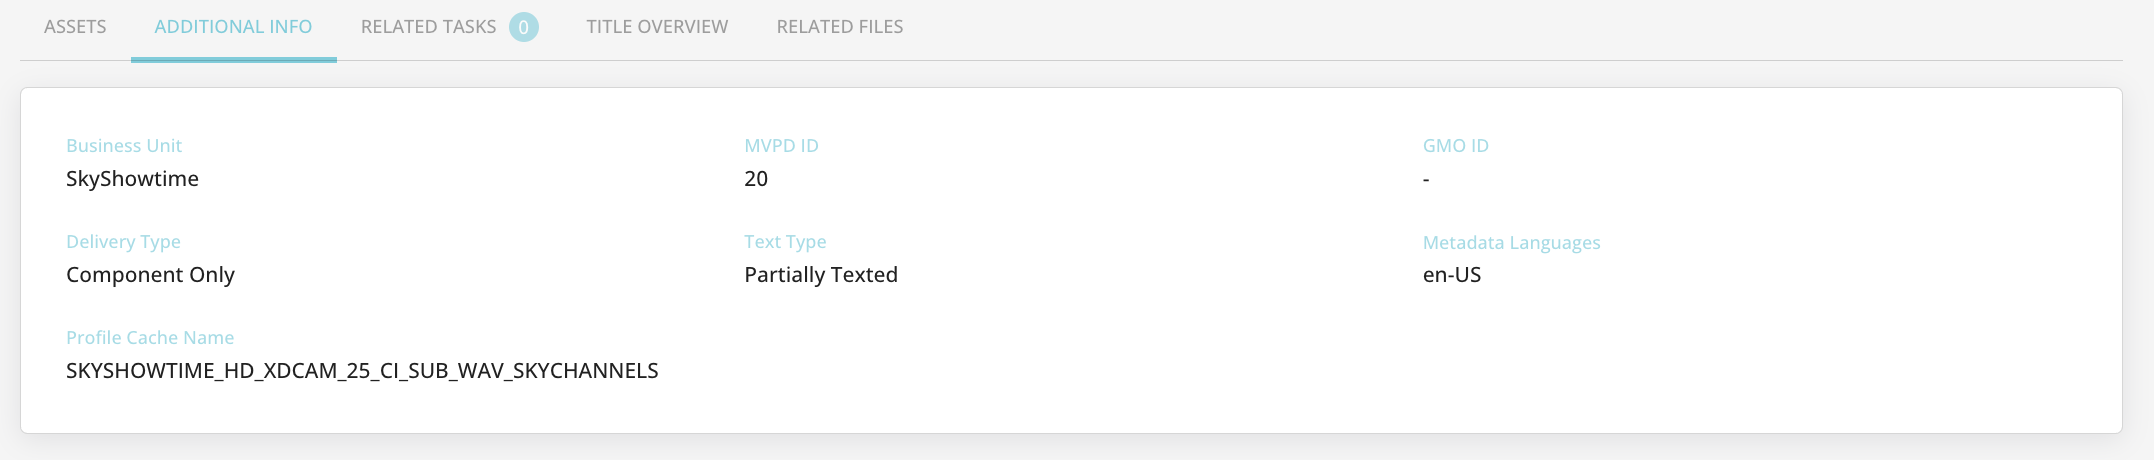 ASSETS ADDITIONAL INFO RELATED TASKS 0 TITLE OVERVIEW RELATED FILES
Business Unit MVPD ID GMO ID
SkyShowtime 20 -
Delivery Type Text Type Metadata Languages
Component Only Partially Texted en-US
Profile Cache Name
SKYSHOWTIME_HD_XDCAM_25_CI_SUB_WAV_SKYCHANNELS